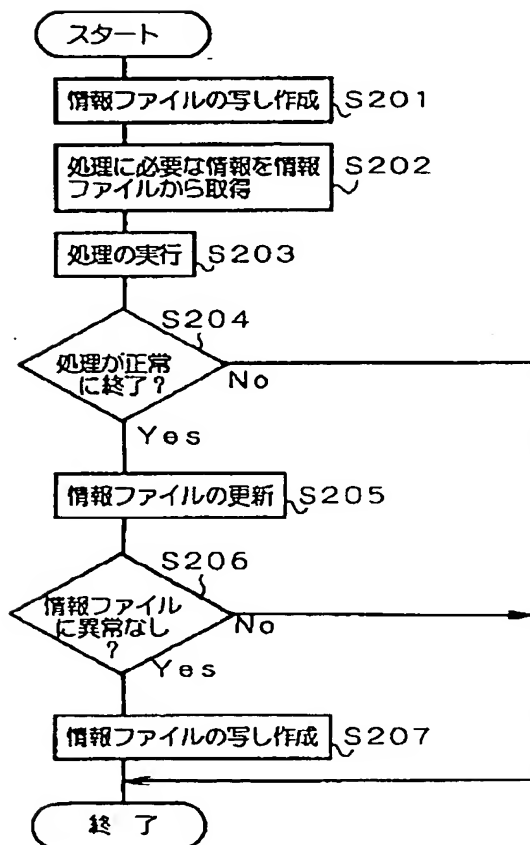 スタート
情報ファイルの写し作成
S201
処理に必要な情報を情報
ファイルから取得
S202
処理の実行
S203
S204
処理が正常
に終了?
No
Yes
情報ファイルの更新
S205
S206
情報ファイル
に異常なし
?
No
Yes
情報ファイルの写し作成
S207
終了